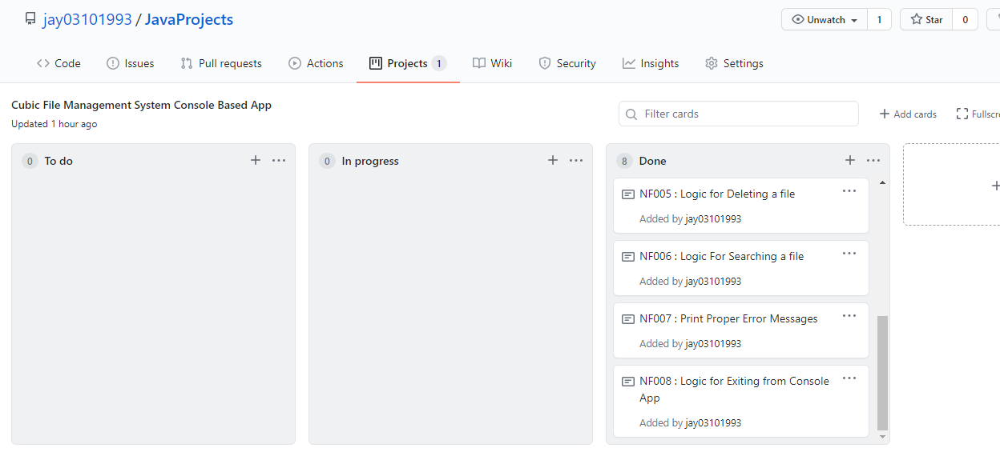 jay03101993 / JavaProjects
Unwatch 1
Star 0
Code
Issues
Pull requests
Actions
Projects 1
Wiki
Security
Insights
Settings
Cubic File Management System Console Based App
Updated 1 hour ago
Filter cards
Add cards
Fullscre
0 To do
0 In progress
8 Done
NF005 : Logic for Deleting a file
Added by jay03101993
NF006 : Logic For Searching a file
Added by jay03101993
NF007 : Print Proper Error Messages
Added by jay03101993
NF008 : Logic for Exiting from Console
App
Added by jay03101993